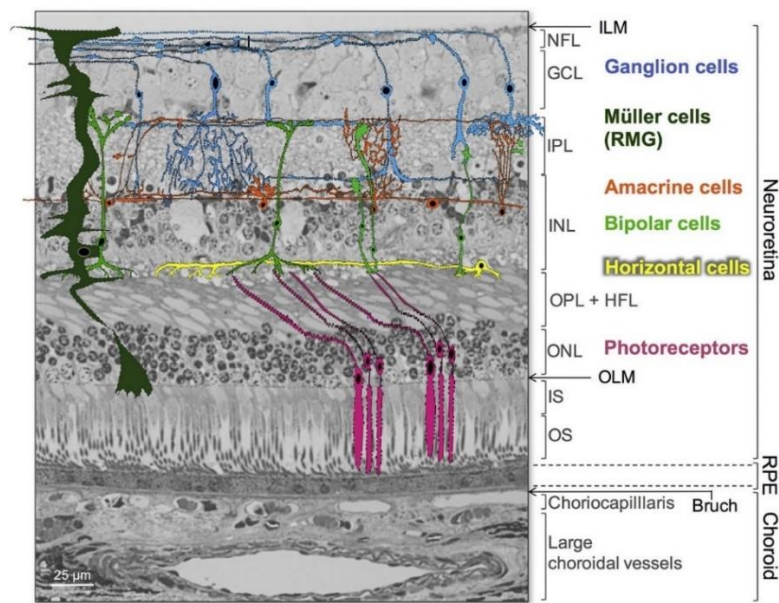 ILM
NFL
GCL
Ganglion cells
Müller cells
(RMG)
IPL
Amacrine cells
INL
Bipolar cells
Horizontal cells
OPL + HFL
ONL
Photoreceptors
OLM
IS
OS
Neuroretina
RPE
Choriocapilllaris
Bruch
Large
choroidal vessels
Choroid
25 µm